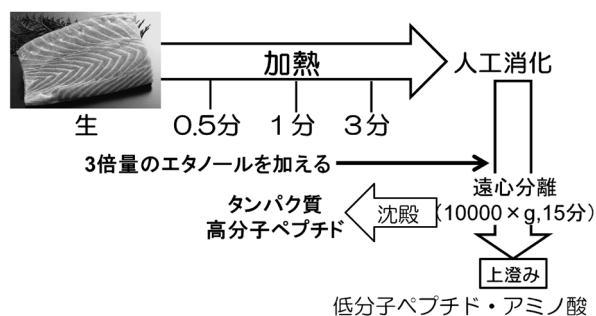 加熱
人工消化
生
0.5分
1分
3分
3倍量のエタノールを加える
遠心分離
(10000×g,15分)
沈殿
タンパク質
高分子ペプチド
上澄み
低分子ペプチド・アミノ酸